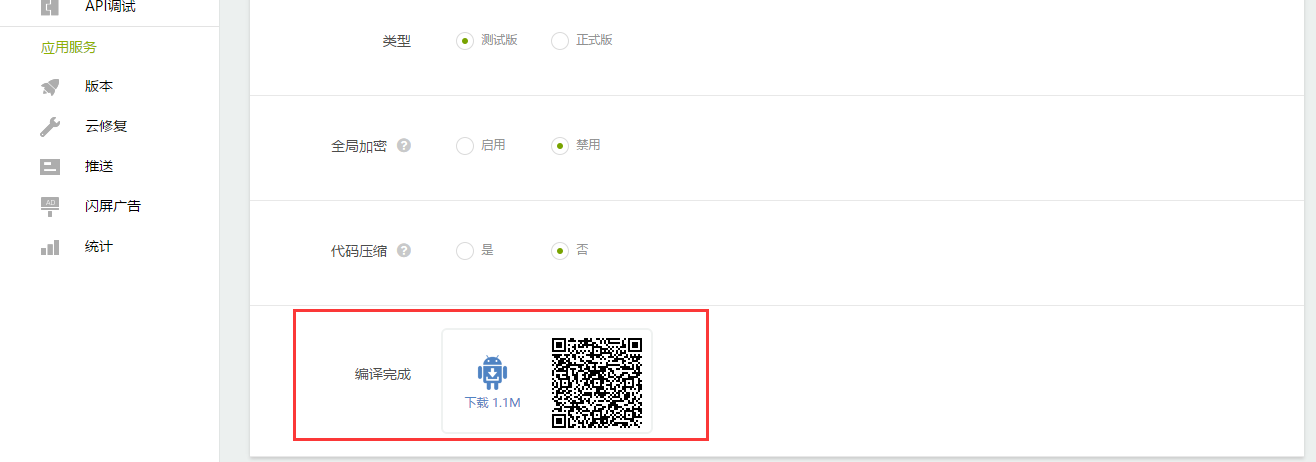 API调试
应用服务
版本
云修复
推送
AD
闪屏广告
统计
类型
测试版
正式版
全局加密
?
启用
禁用
代码压缩
?
是
否
编译完成
下载 1.1M